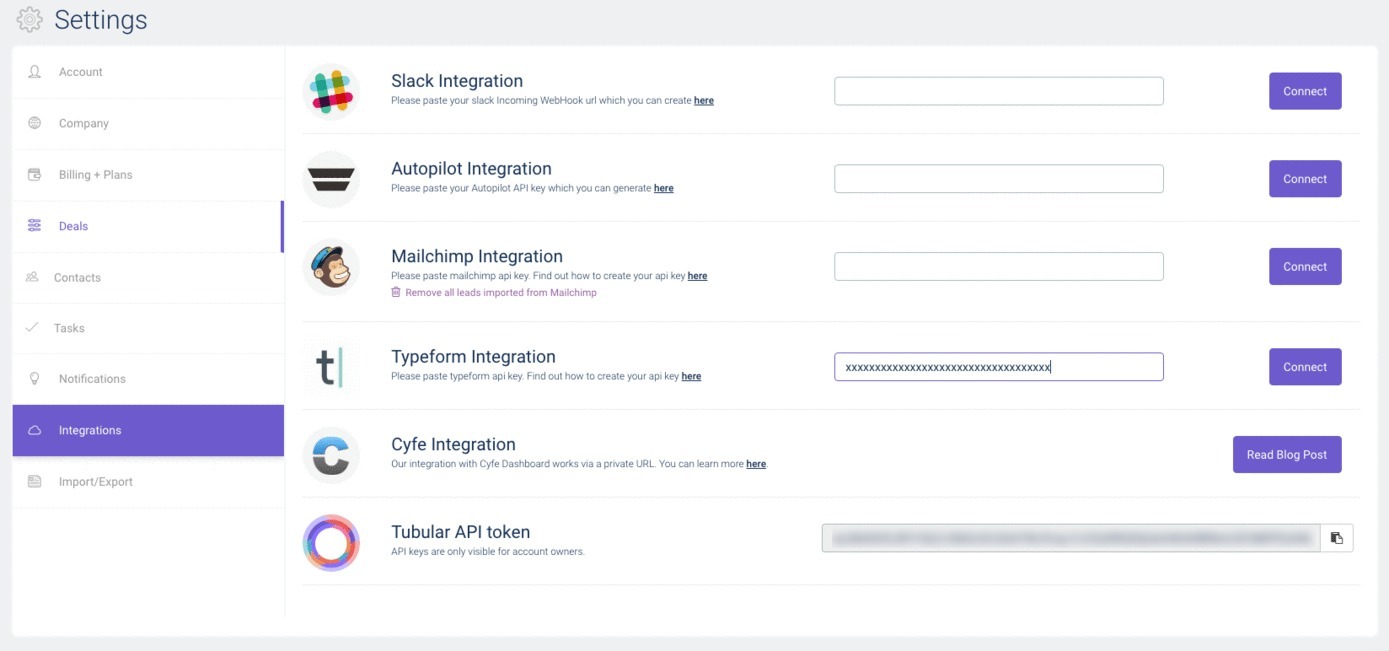 Settings
Account
Company
Billing + Plans
Deals
Contacts
Tasks
Notifications
Integrations
Import/Export
Slack Integration
Please paste your slack Incoming WebHook url which you can create here
Connect
Autopilot Integration
Please paste your Autopilot API key which you can generate here
Connect
Mailchimp Integration
Please paste mailchimp api key. Find out how to create your api key here
Remove all leads imported from Mailchimp
Connect
Typeform Integration
Please paste typeform api key. Find out how to create your api key here
xxxxxxxxxxxxxxxxxxxxxxxxxxxxxxxxxxx
Connect
Cyfe Integration
Our integration with Cyfe Dashboard works via a private URL. You can learn more here.
Read Blog Post
Tubular API token
API keys are only visible for account owners.